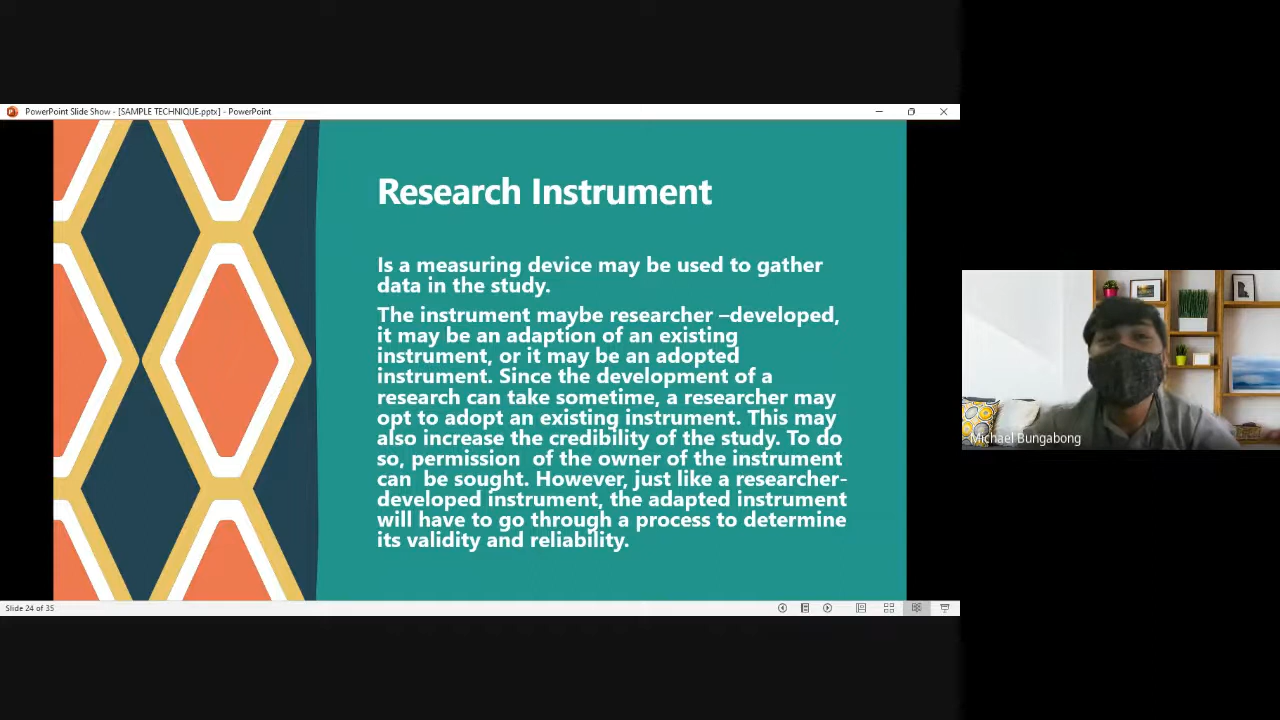 PowerPoint Slide Show - [SAMPLE TECHNIQUE.pptx] - PowerPoint
Research Instrument
Is a measuring device may be used to gather
data in the study.
The instrument maybe researcher –developed,
it may be an adaption of an existing
instrument, or it may be an adopted
instrument. Since the development of a
research can take sometime, a researcher may
opt to adopt an existing instrument. This may
also increase the credibility of the study. To do
so, permission  of the owner of the instrument
can  be sought. However, just like a researcher-
developed instrument, the adapted instrument
will have to go through a process to determine
its validity and reliability.
Michael Bungabong
Slide 24 of 35